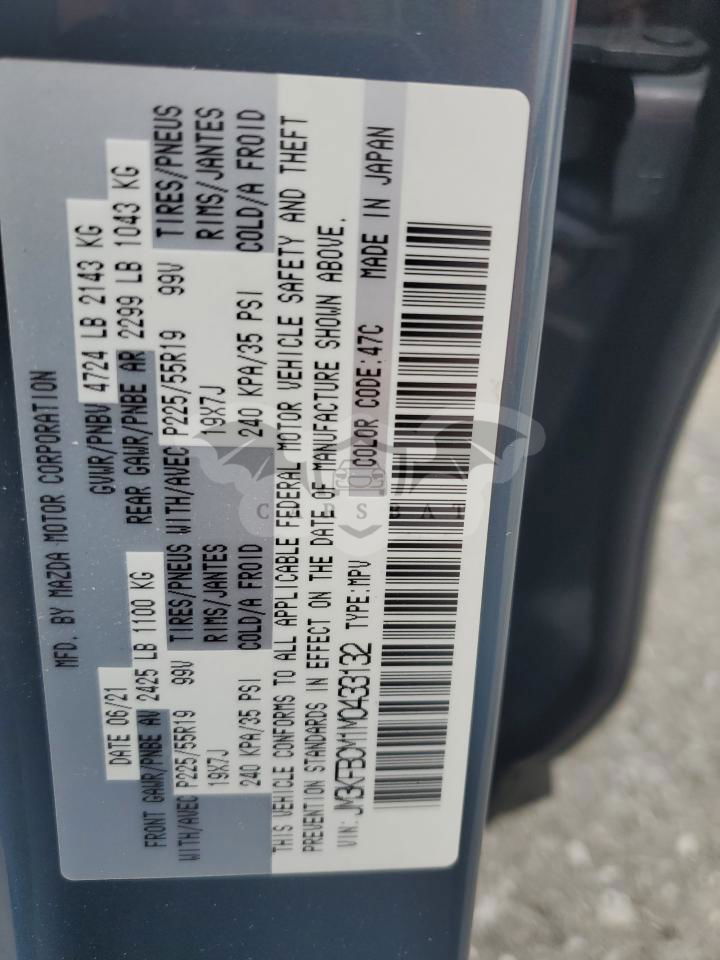 MFD. BY MAZDA MOTOR CORPORATION
DATE 06/21 GVWR/PNBV 4724 LB 2143 KG
FRONT GAWR/PNBE AV 2425 LB 1100 KG REAR GAWR/PNBE AR 2299 LB 1043 KG
WITH/AVEC P225/55R19 99V TIRES/PNEUS WITH/AVEC P225/55R19 99V TIRES/PNEUS
19X7J RIMS/JANTES 19X7J RIMS/JANTES
240 KPA/35 PSI COLD/A FROID 240 KPA/35 PSI COLD/A FROID
THIS VEHICLE CONFORMS TO ALL APPLICABLE FEDERAL MOTOR VEHICLE SAFETY AND THEFT
PREVENTION STANDARDS IN EFFECT ON THE DATE OF MANUFACTURE SHOWN ABOVE.
VIN: JM3KFBCM1M0433132 TYPE:MPV COLOR CODE:47C MADE IN JAPAN
CARDSBAT